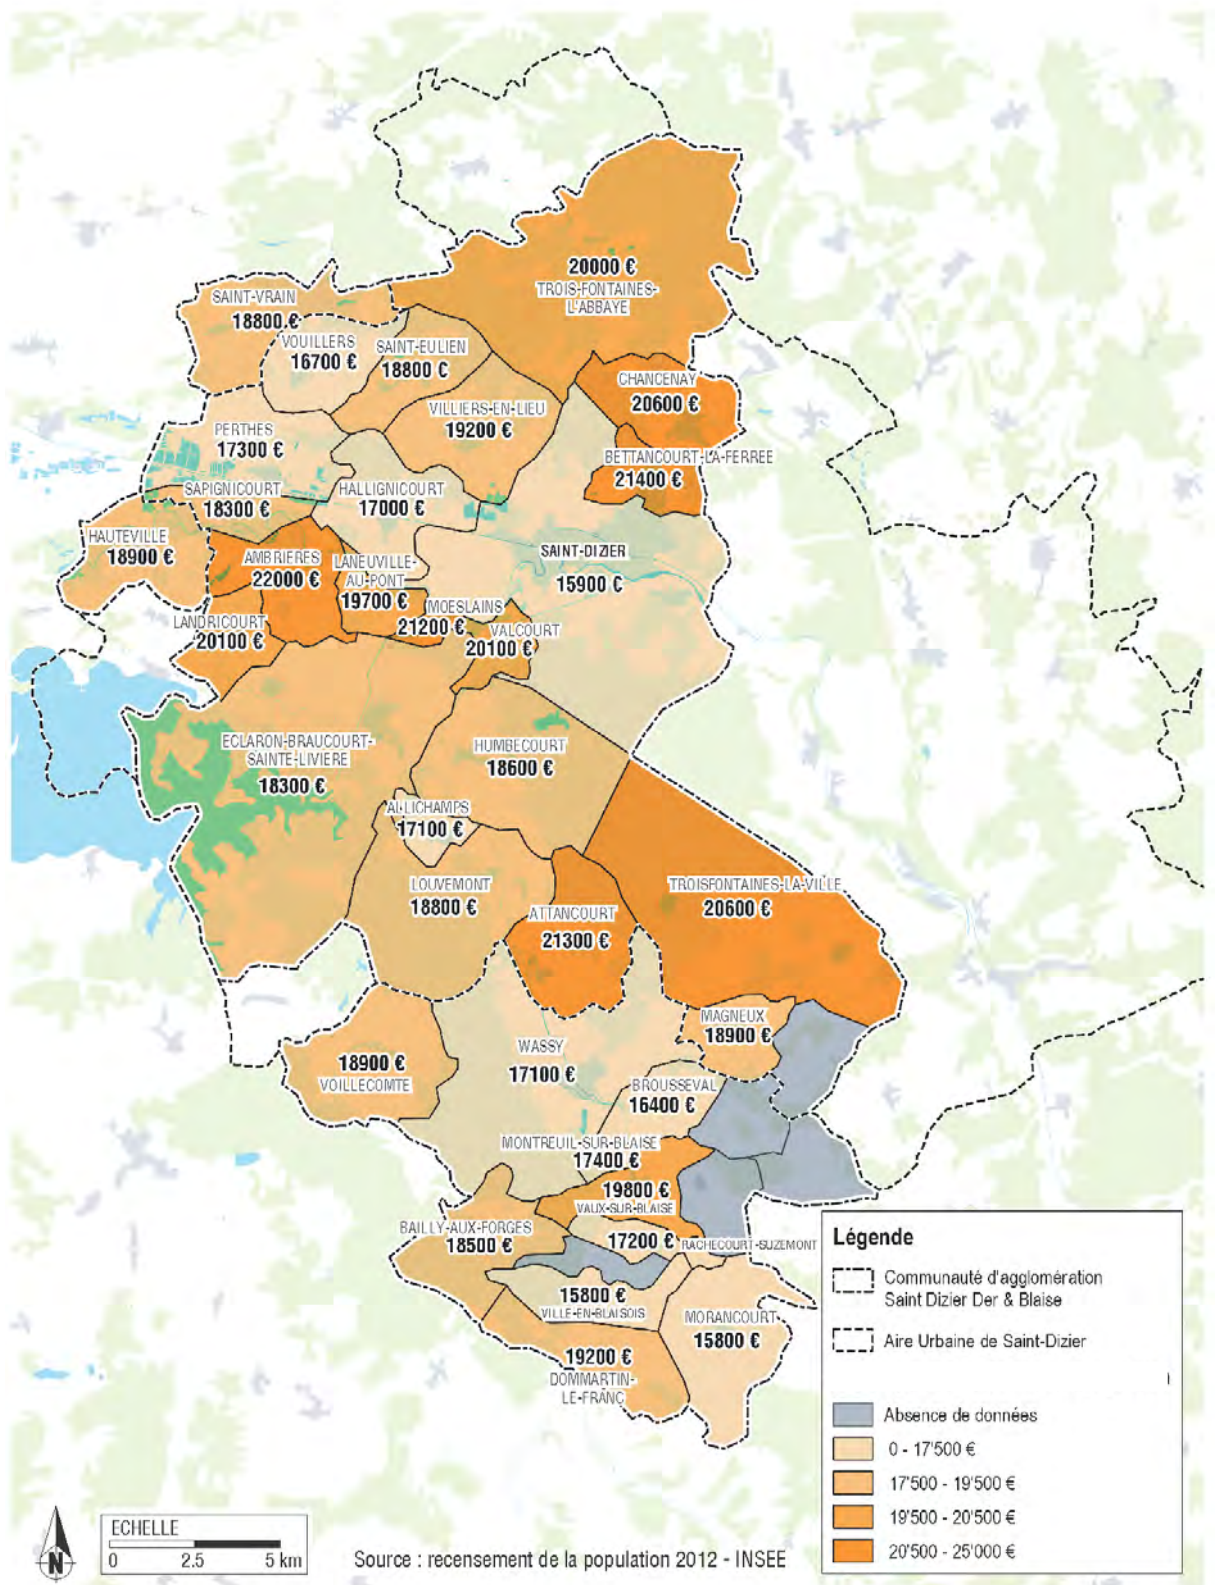 20000 €
TROIS-FONTAINES-
L'ABBAYE
SAINT-VRAIN
18800 €
VOUILLERS
16700 €
SAINT-EULIEN
18800 €
CHANCENAY
20600 €
VILLIERS-EN-LIEU
19200 €
PERTHES
17300 €
BETTANCOURT-LA-FERREE
21400 €
SAPIGNICOURT
18300 €
HALLIGNICOURT
17000 €
HAUTEVILLE
18900 €
AMBRIERES
22000 €
LANEUVILLE-
AU-PONT
19700 €
SAINT-DIZIER
15900 €
MOESLAINS
21200 €
LANDRICOURT
20100 €
VALCOURT
20100 €
ECLARON-BRAUCOURT-
SAINTE-LIVIERE
18300 €
HUMBECOURT
18600 €
ALLICHAMPS
17100 €
LOUVEMONT
18800 €
ATTANCOURT
21300 €
TROISFONTAINES-LA-VILLE
20600 €
MAGNEUX
18900 €
WASSY
17100 €
18900 €
VOILLECOMTE
BROUSSEVAL
16400 €
MONTREUIL-SUR-BLAISE
17400 €
19800 €
VAUX-SUR-BLAISE
BAILLY-AUX-FORGES
18500 €
17200 €
RACHECOURT-SUZEMONT
15800 €
VILLE-EN-BLAISOIS
MORANCOURT
15800 €
19200 €
DOMMARTIN-
LE-FRANC
Légende
Communauté d'agglomération
Saint Dizier Der & Blaise
Aire Urbaine de Saint-Dizier
Absence de données
0 - 17'500 €
17'500 - 19'500 €
19'500 - 20'500 €
20'500 - 25'000 €
N
ECHELLE
0 2.5 5 km
Source : recensement de la population 2012 - INSEE